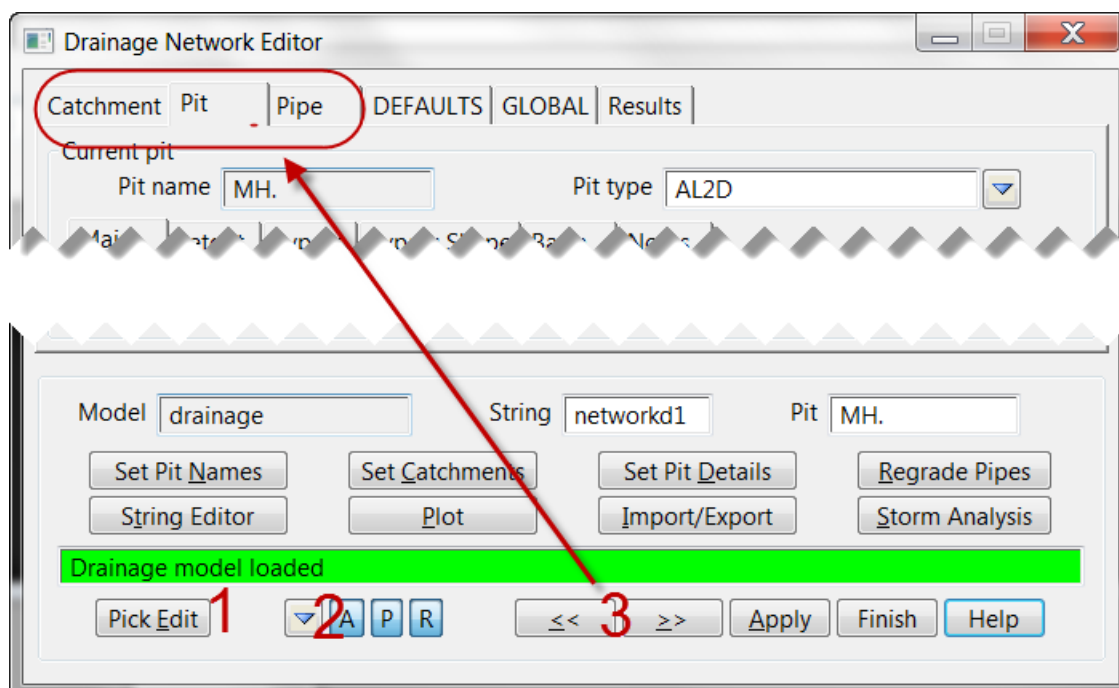 Drainage Network Editor
Catchment Pit Pipe DEFAULTS GLOBAL Results
Current pit
Pit name MH. Pit type AL2D
Model drainage String networkd1 Pit MH.
Set Pit Names Set Catchments Set Pit Details Regrade Pipes
String Editor Plot Import/Export Storm Analysis
Drainage model loaded
Pick Edit 1 2 A P R << 3 >> Apply Finish Help